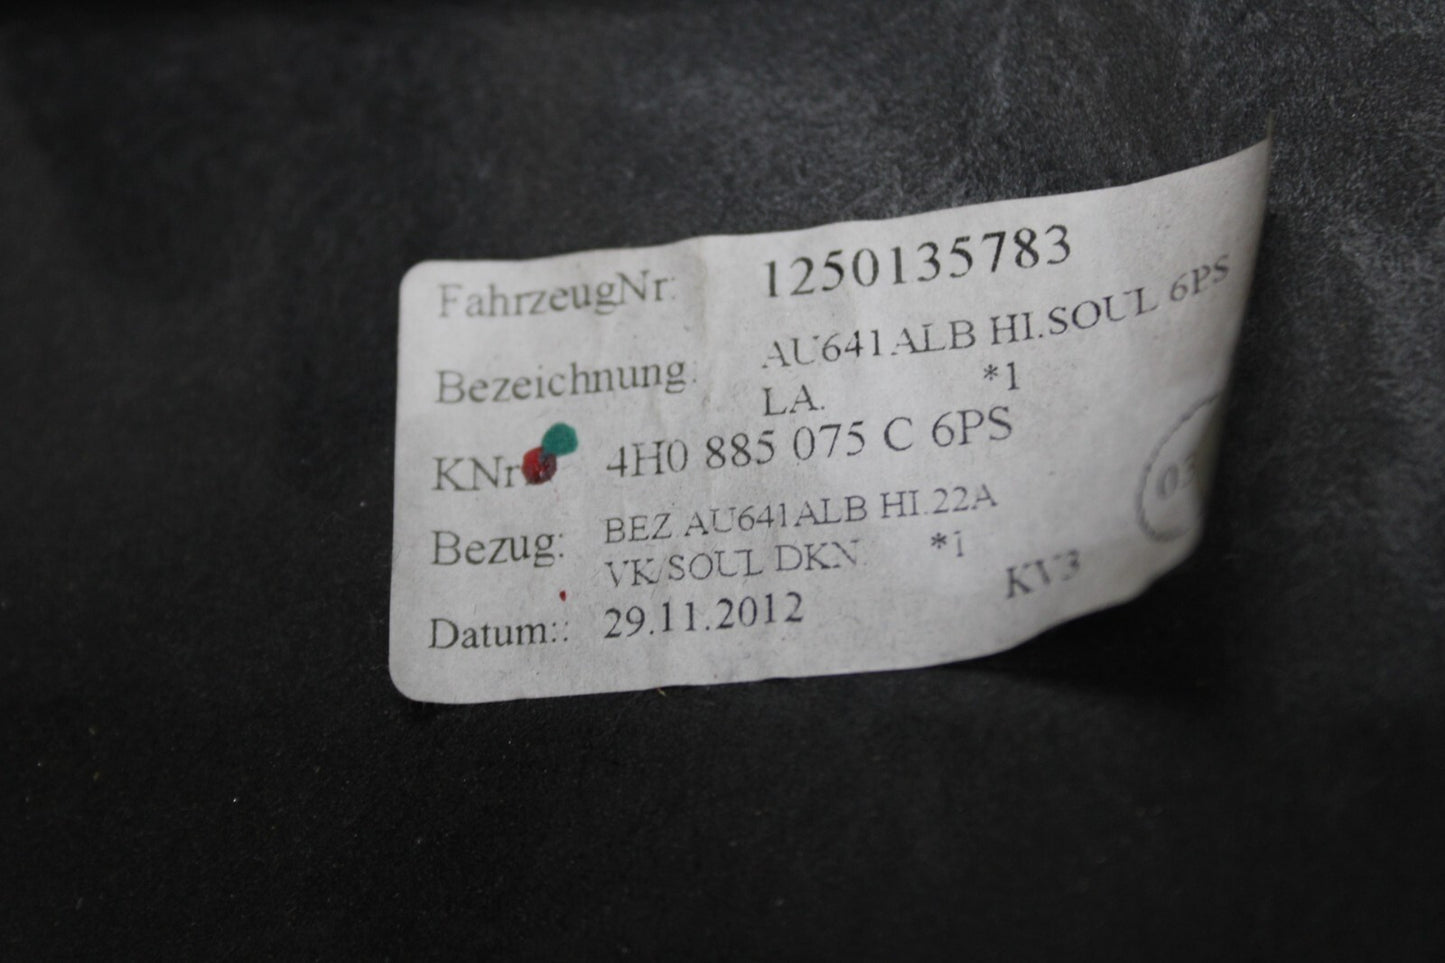 FahrzeugNr: 1250135783
Bezeichnung: AU641ALB HI.SOUL 6PS
LA. *1
KNr 4H0 885 075 C 6PS
Bezug: BEZ AU641ALB HI.22A
VK/SOUL DKN. *1
Datum:: 29.11.2012
KV3
03